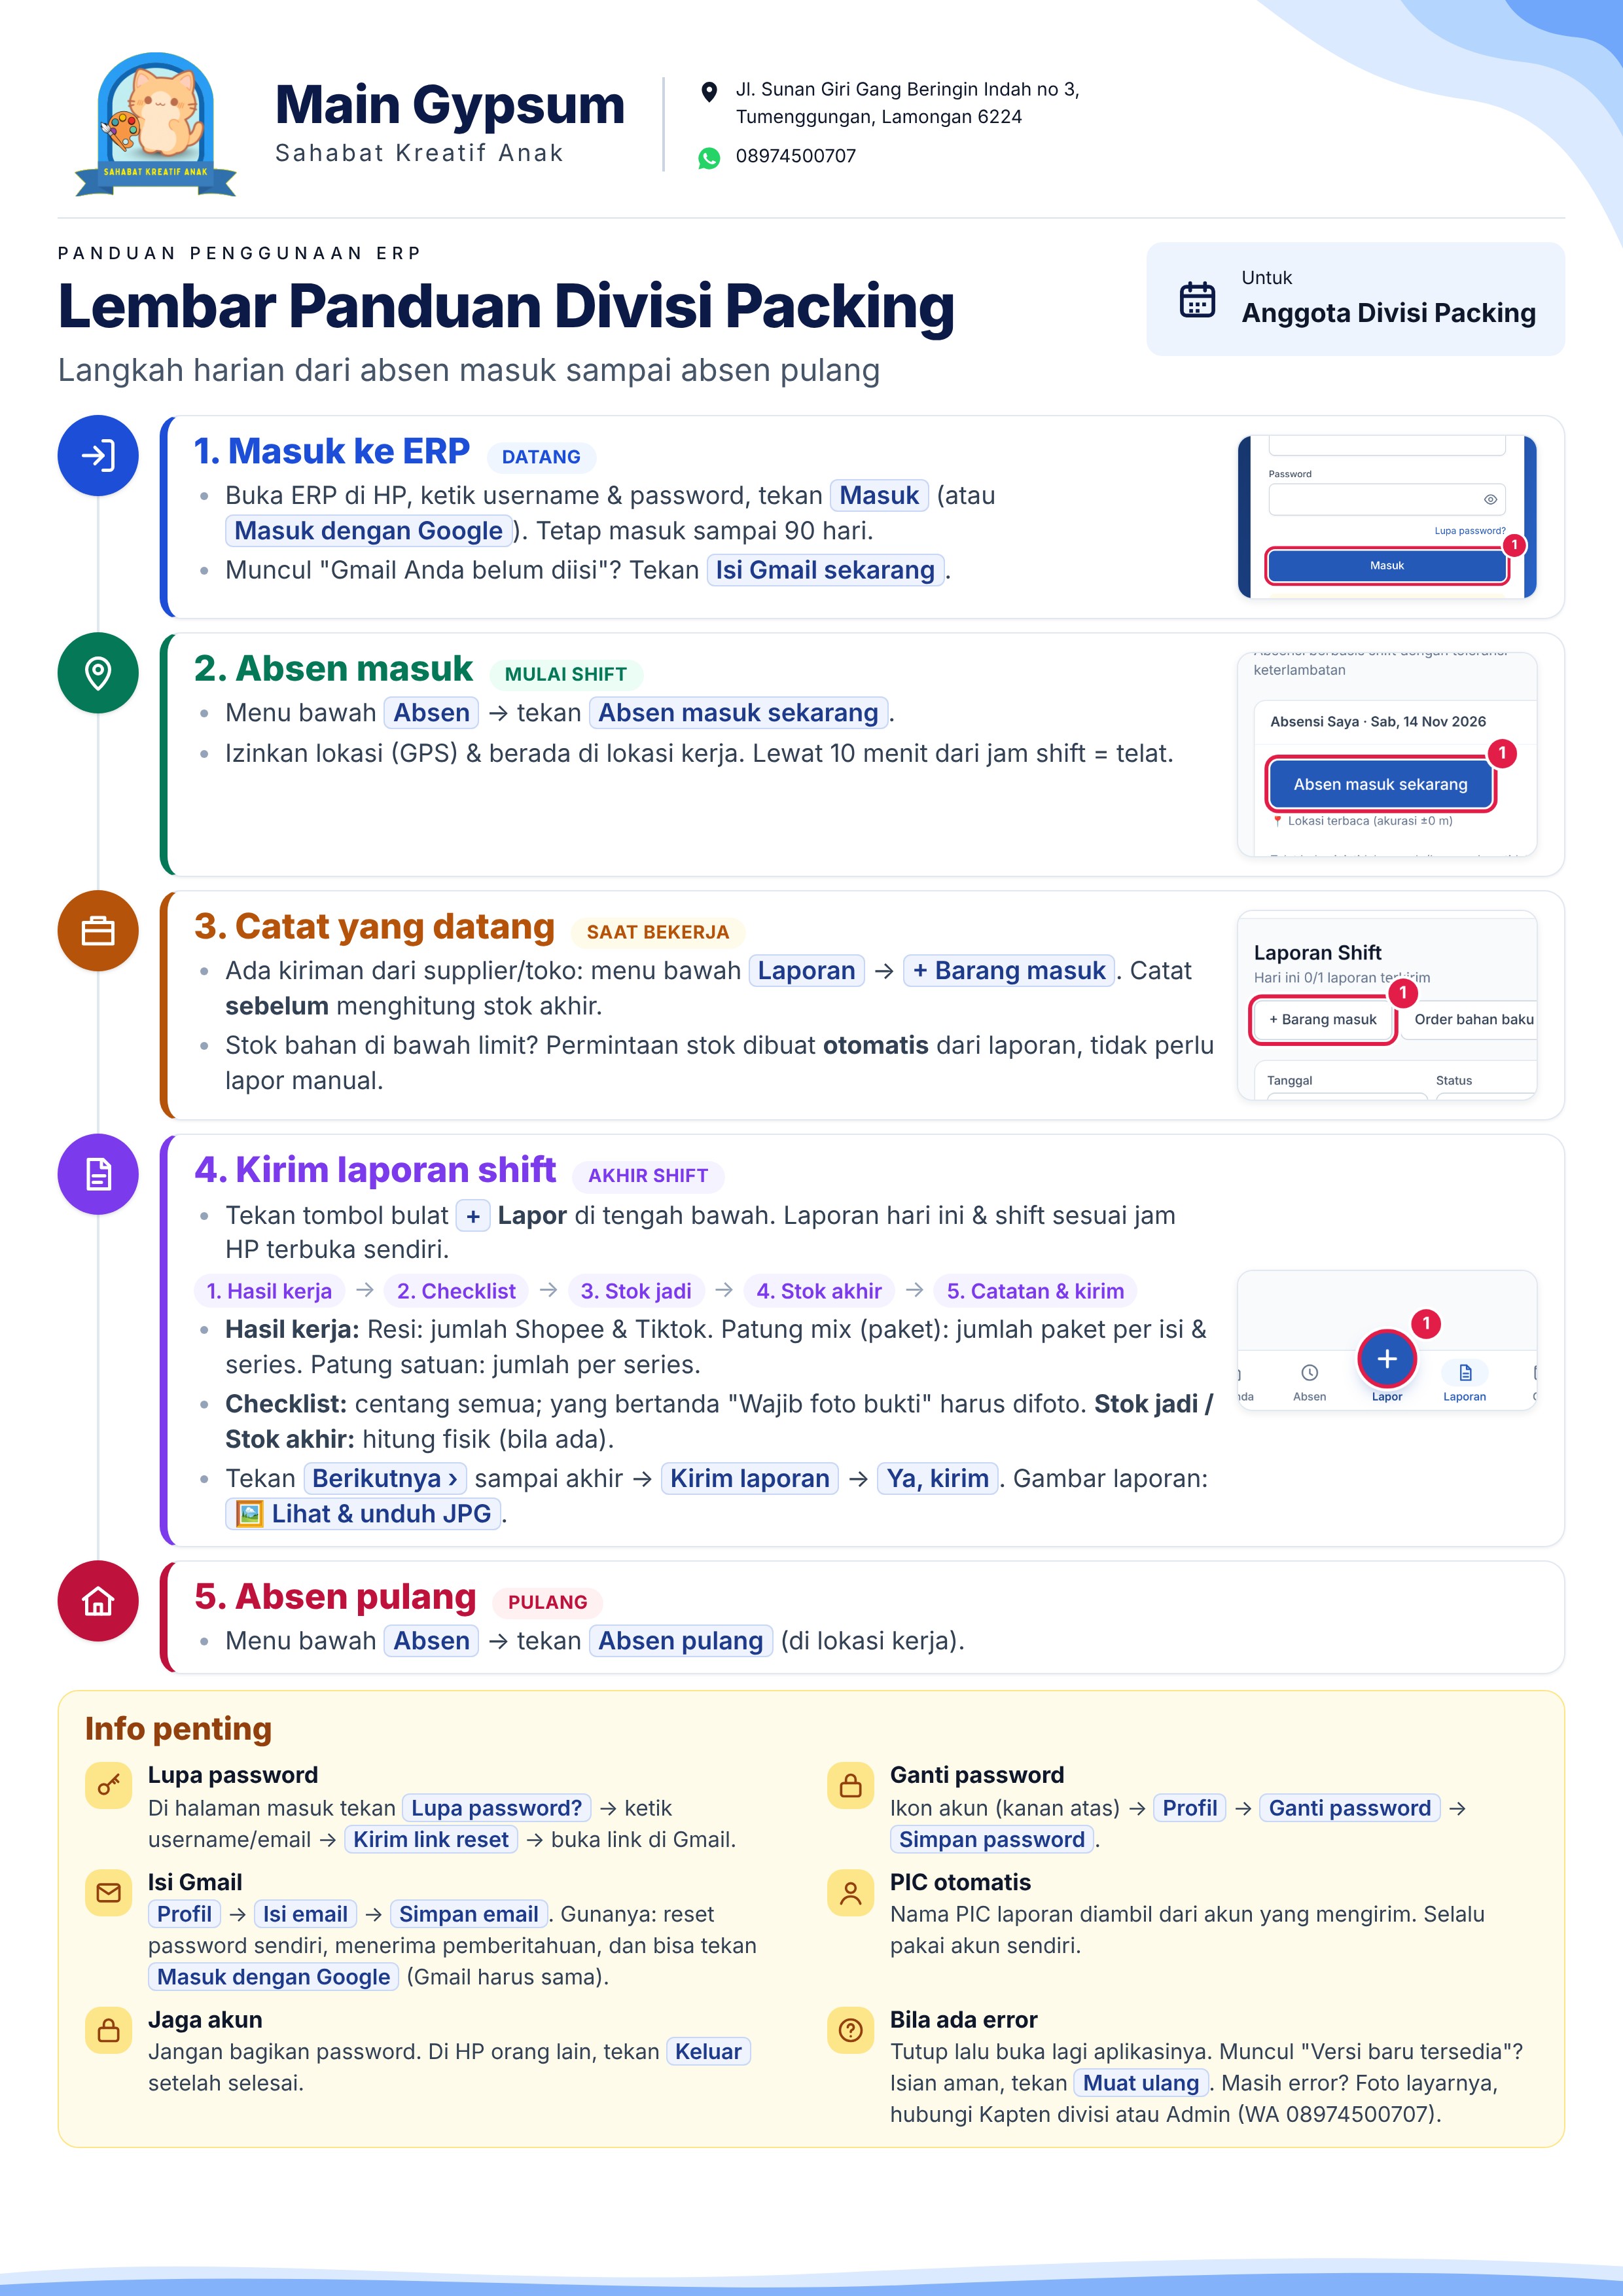 SAHABAT KREATIF ANAK
Main Gypsum
Sahabat Kreatif Anak
Jl. Sunan Giri Gang Beringin Indah no 3,
Tumenggungan, Lamongan 6224
08974500707
PANDUAN PENGGUNAAN ERP
Lembar Panduan Divisi Packing
Langkah harian dari absen masuk sampai absen pulang
Untuk
Anggota Divisi Packing
1. Masuk ke ERP DATANG
• Buka ERP di HP, ketik username & password, tekan Masuk (atau
Masuk dengan Google). Tetap masuk sampai 90 hari.
• Muncul "Gmail Anda belum diisi"? Tekan Isi Gmail sekarang.
Password
Lupa password?
1
Masuk
2. Absen masuk MULAI SHIFT
• Menu bawah Absen → tekan Absen masuk sekarang.
• Izinkan lokasi (GPS) & berada di lokasi kerja. Lewat 10 menit dari jam shift = telat.
keterlambatan
Absensi Saya · Sab, 14 Nov 2026
1
Absen masuk sekarang
📍 Lokasi terbaca (akurasi ±0 m)
3. Catat yang datang SAAT BEKERJA
• Ada kiriman dari supplier/toko: menu bawah Laporan → + Barang masuk. Catat
sebelum menghitung stok akhir.
• Stok bahan di bawah limit? Permintaan stok dibuat otomatis dari laporan, tidak perlu
lapor manual.
Laporan Shift
Hari ini 0/1 laporan terkirim
1
+ Barang masuk Order bahan baku
Tanggal Status
4. Kirim laporan shift AKHIR SHIFT
• Tekan tombol bulat + Lapor di tengah bawah. Laporan hari ini & shift sesuai jam
HP terbuka sendiri.
1. Hasil kerja → 2. Checklist → 3. Stok jadi → 4. Stok akhir → 5. Catatan & kirim
• Hasil kerja: Resi: jumlah Shopee & Tiktok. Patung mix (paket): jumlah paket per isi &
series. Patung satuan: jumlah per series.
• Checklist: centang semua; yang bertanda "Wajib foto bukti" harus difoto. Stok jadi /
Stok akhir: hitung fisik (bila ada).
• Tekan Berikutnya › sampai akhir → Kirim laporan → Ya, kirim. Gambar laporan:
🖼️ Lihat & unduh JPG.
1
+
nda Absen Lapor Laporan
5. Absen pulang PULANG
• Menu bawah Absen → tekan Absen pulang (di lokasi kerja).
Info penting
Lupa password
Di halaman masuk tekan Lupa password? → ketik
username/email → Kirim link reset → buka link di Gmail.
Ganti password
Ikon akun (kanan atas) → Profil → Ganti password →
Simpan password.
Isi Gmail
Profil → Isi email → Simpan email. Gunanya: reset
password sendiri, menerima pemberitahuan, dan bisa tekan
Masuk dengan Google (Gmail harus sama).
PIC otomatis
Nama PIC laporan diambil dari akun yang mengirim. Selalu
pakai akun sendiri.
Jaga akun
Jangan bagikan password. Di HP orang lain, tekan Keluar
setelah selesai.
Bila ada error
Tutup lalu buka lagi aplikasinya. Muncul "Versi baru tersedia"?
Isian aman, tekan Muat ulang. Masih error? Foto layarnya,
hubungi Kapten divisi atau Admin (WA 08974500707).